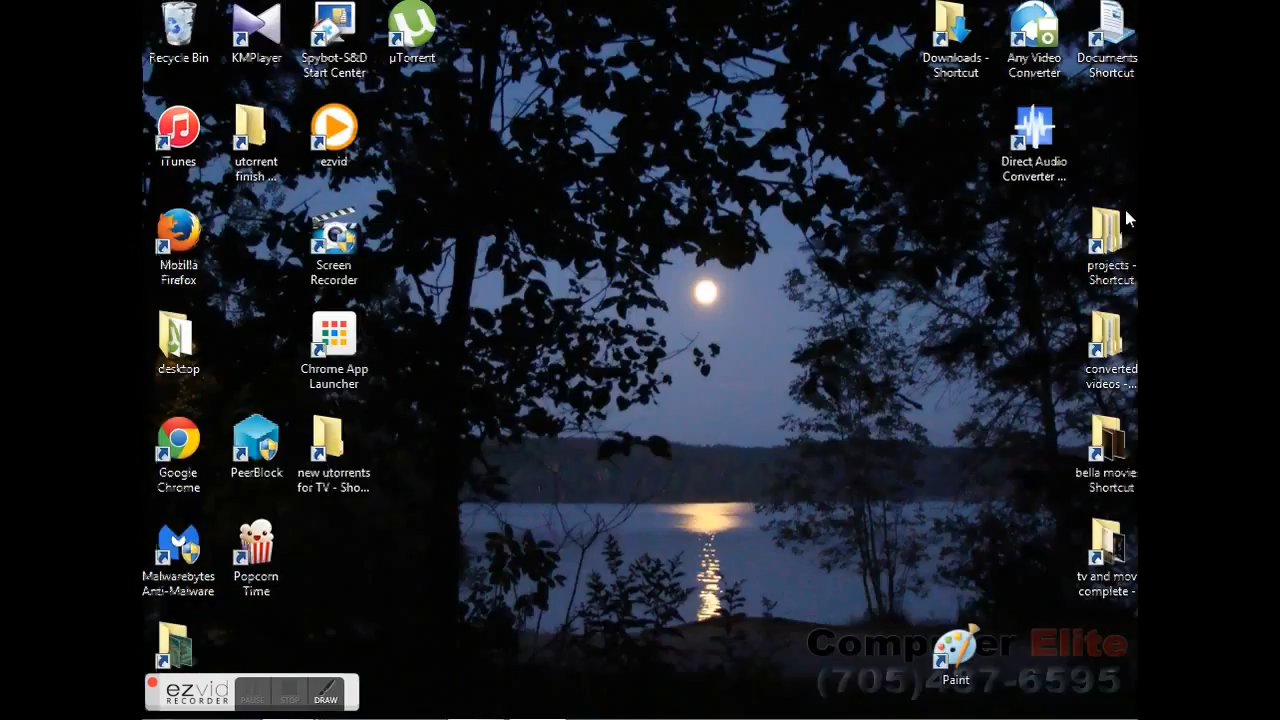 Recycle Bin
KMPlayer
Spybot-S&D
Start Center
µTorrent
Downloads -
Shortcut
Any Video
Converter
Documents
Shortcut
iTunes
utorrent
finish ...
ezvid
Direct Audio
Converter ...
Mozilla
Firefox
Screen
Recorder
projects -
Shortcut
desktop
Chrome App
Launcher
converted
videos -...
Google
Chrome
PeerBlock
new utorrents
for TV - Sho...
bella movie
Shortcut
Malwarebytes
Anti-Malware
Popcorn
Time
tv and mov
complete -
Elite
Paint
ezvid
RECORDER
PAUSE
STOP
DRAW